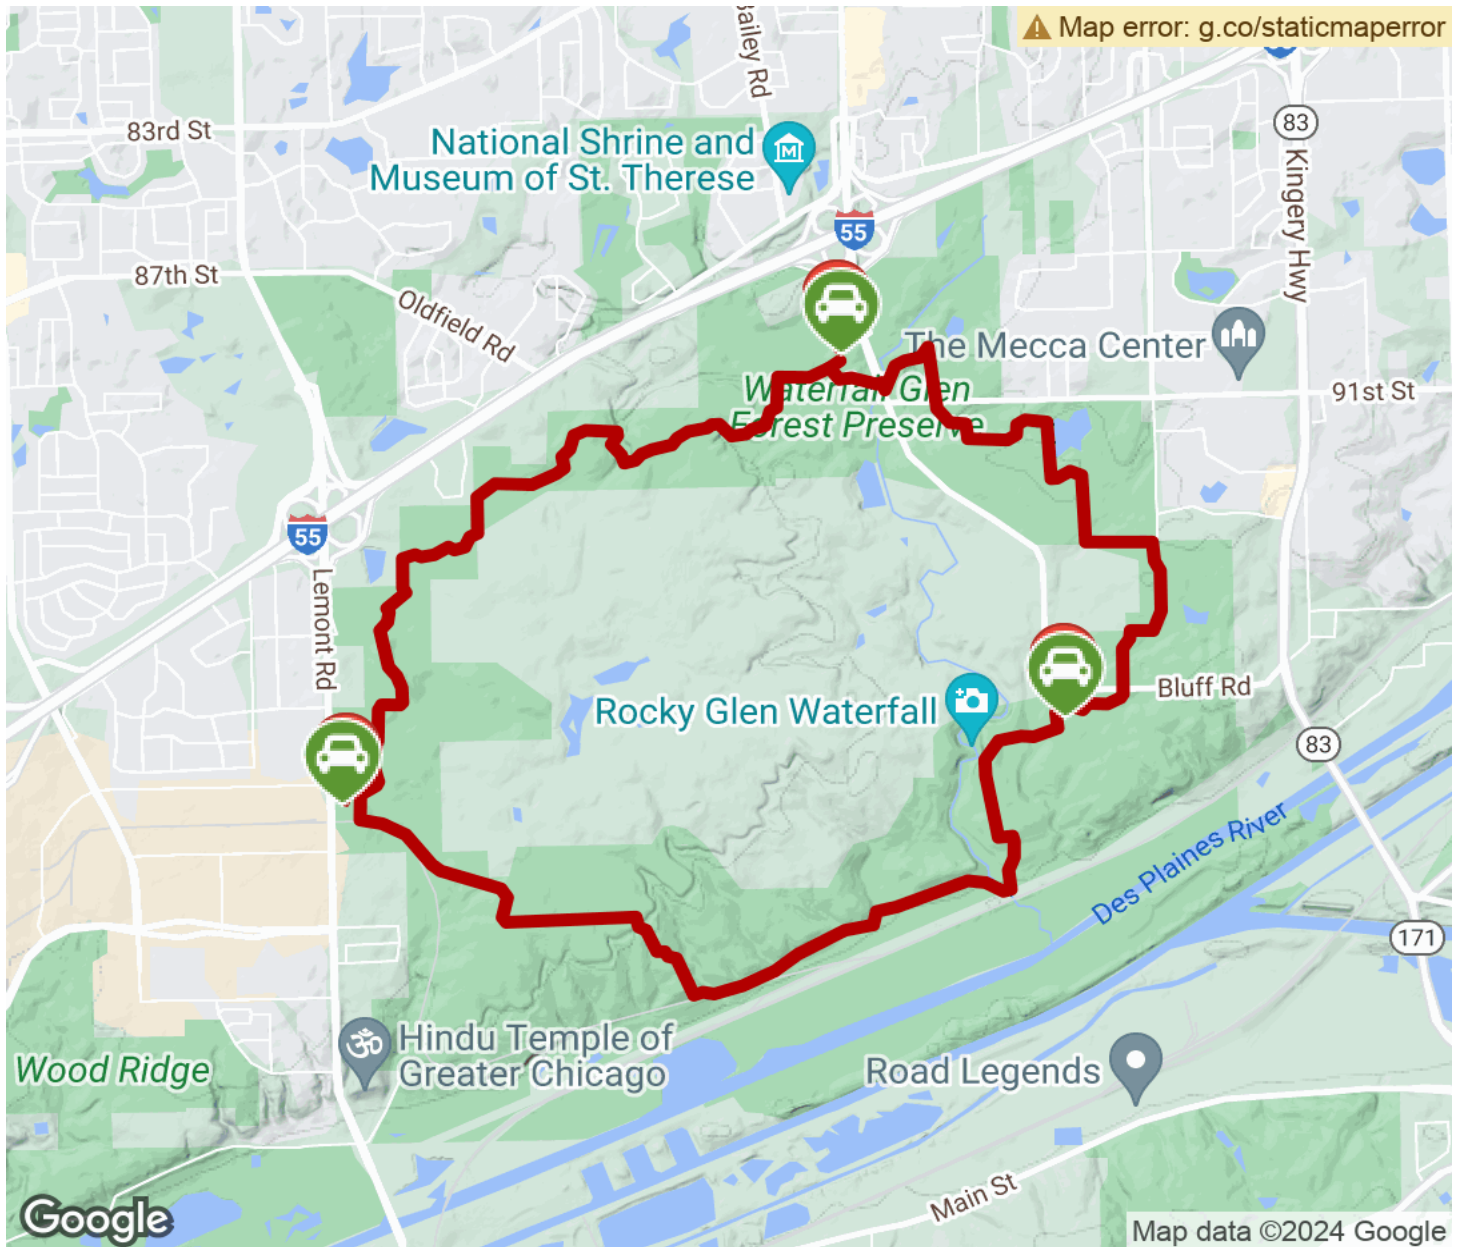 Map error: g.co/staticmaperror
Bailey Rd
83rd St
83
National Shrine and
Museum of St. Therese
Kingery Hwy
55
87th St
Oldfield Rd
The Mecca Center
91st St
Waterfall Glen
Forest Preserve
55
Lemont Rd
Bluff Rd
Rocky Glen Waterfall
83
Des Plaines River
171
Hindu Temple of
Greater Chicago
Road Legends
Wood Ridge
Main St
Google
Map data ©2024 Google